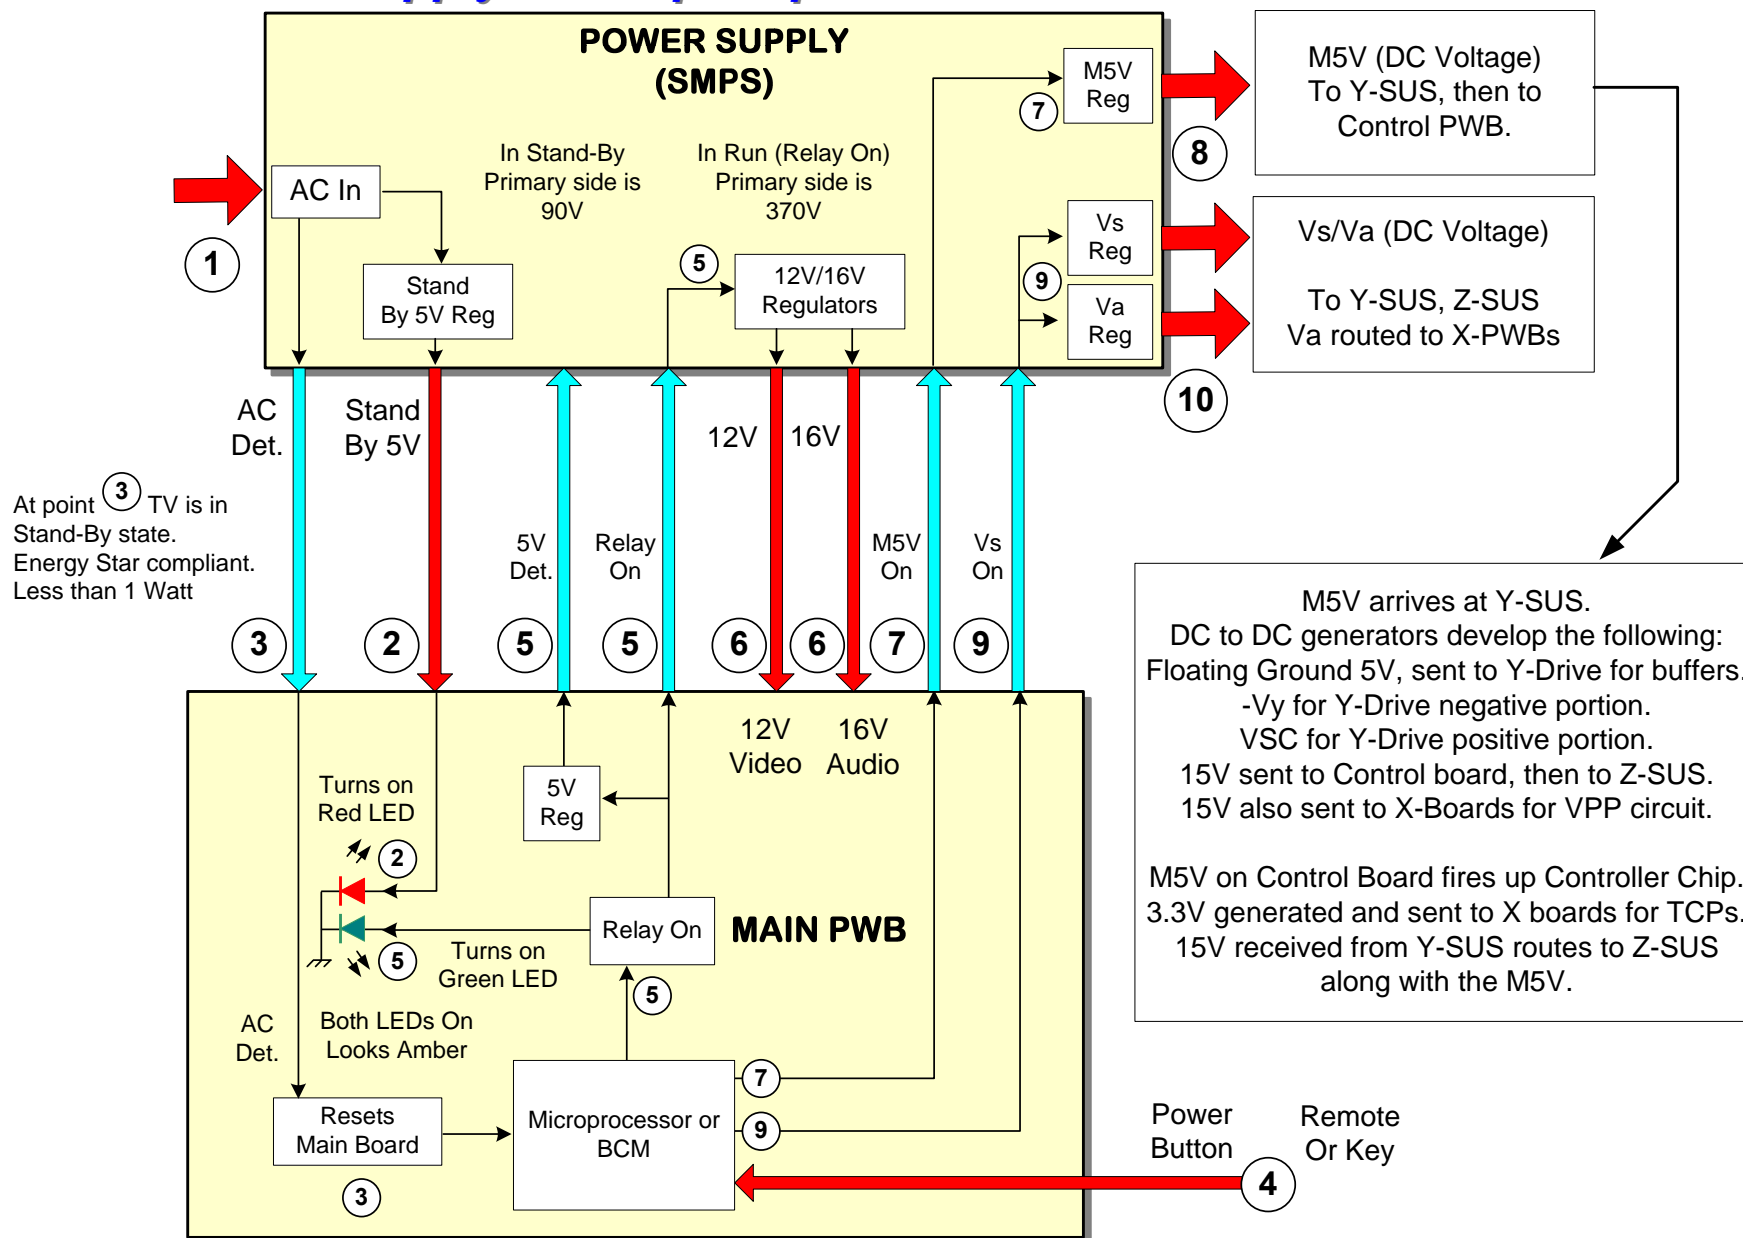 POWER SUPPLY
(SMPS)
M5V
Reg
7
8
M5V (DC Voltage)
To Y-SUS, then to
Control PWB.
In Stand-By
Primary side is
90V
In Run (Relay On)
Primary side is
370V
AC In
1
Stand
By 5V Reg
5
12V/16V
Regulators
Vs
Reg
9
Va
Reg
10
Vs/Va (DC Voltage)
To Y-SUS, Z-SUS
Va routed to X-PWBs
AC
Det.
Stand
By 5V
12V
16V
At point 3 TV is in
Stand-By state.
Energy Star compliant.
Less than 1 Watt
5V
Det.
Relay
On
M5V
On
Vs
On
3
2
5
5
6
6
7
9
M5V arrives at Y-SUS.
DC to DC generators develop the following:
Floating Ground 5V, sent to Y-Drive for buffers.
-Vy for Y-Drive negative portion.
VSC for Y-Drive positive portion.
15V sent to Control board, then to Z-SUS.
15V also sent to X-Boards for VPP circuit.
M5V on Control Board fires up Controller Chip.
3.3V generated and sent to X boards for TCPs.
15V received from Y-SUS routes to Z-SUS
along with the M5V.
12V
Video
16V
Audio
Turns on
Red LED
2
5V
Reg
Relay On
MAIN PWB
5
Turns on
Green LED
5
AC
Det.
Both LEDs On
Looks Amber
Resets
Main Board
3
Microprocessor or
BCM
7
9
Power
Button
Remote
Or Key
4